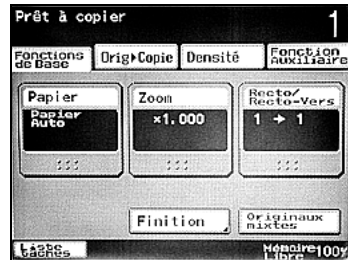 Prêt à copier
1
Fonctions
de Base
Orig▸Copie
Densité
Fonction
Auxiliaire
Papier
Papier
Auto
Zoom
×1.000
Recto/
Recto-Vers
1 → 1
Finition
Originaux
mixtes
Liste
tâches
Mémoire
Libre 100%